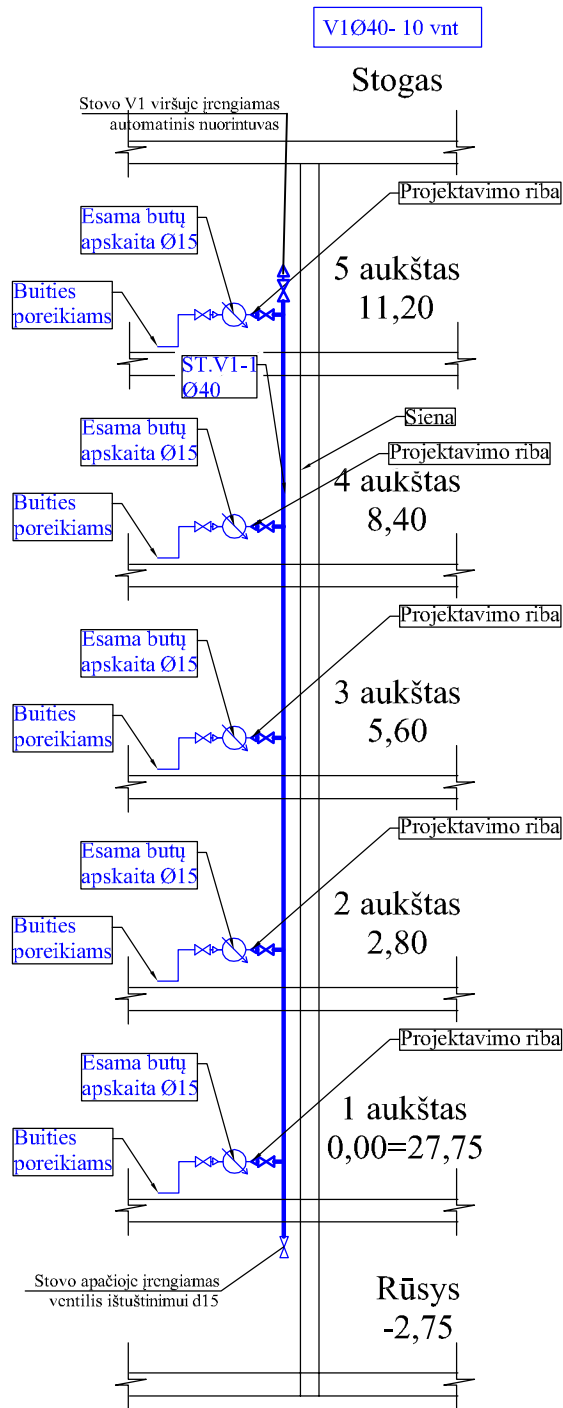 V1Ø40- 10 vnt
Stogas
Stovo V1 viršuje įrengiamas
automatinis nuorintuvas
Projektavimo riba
Esama butų
apskaita Ø15
5 aukštas
11,20
Buities
poreikiams
ST.V1-1
Ø40
Siena
Esama butų
apskaita Ø15
Projektavimo riba
4 aukštas
8,40
Buities
poreikiams
Projektavimo riba
Esama butų
apskaita Ø15
3 aukštas
5,60
Buities
poreikiams
Projektavimo riba
Esama butų
apskaita Ø15
2 aukštas
2,80
Buities
poreikiams
Projektavimo riba
Esama butų
apskaita Ø15
1 aukštas
0,00=27,75
Buities
poreikiams
Stovo apačioje įrengiamas
ventilis ištuštinimui d15
Rūsys
-2,75